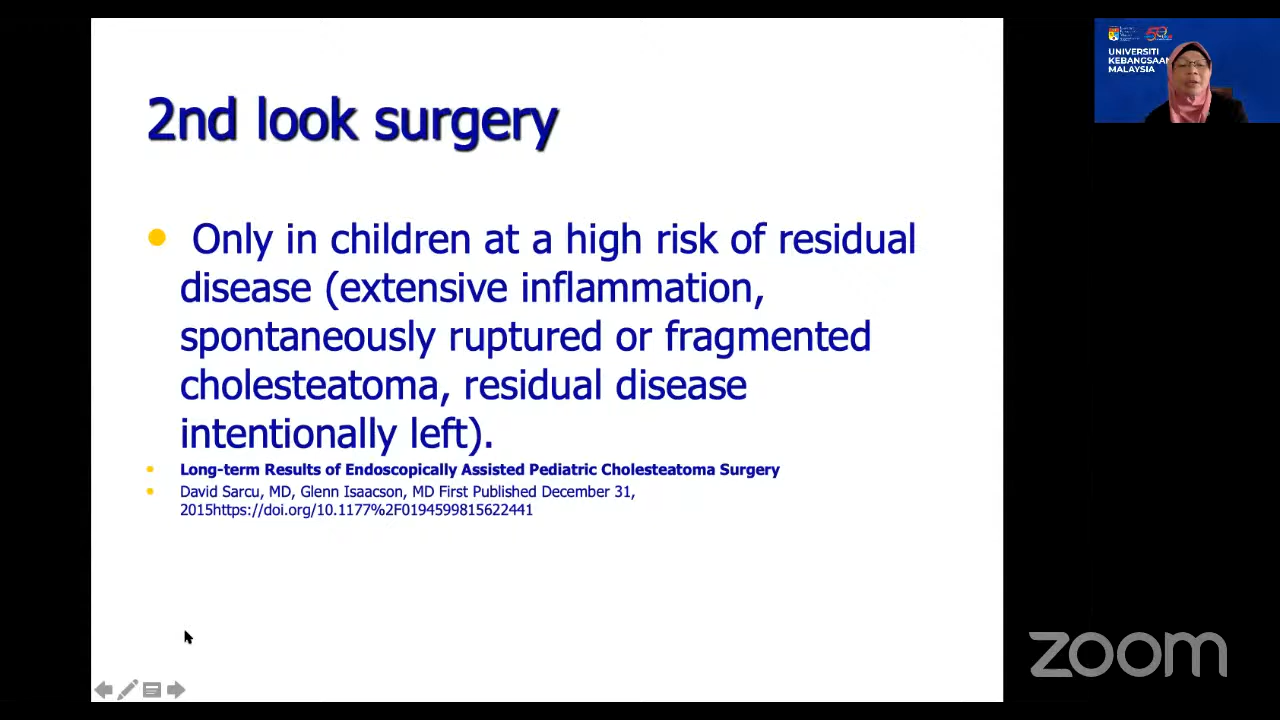 2nd look surgery
Only in children at a high risk of residual
disease (extensive inflammation,
spontaneously ruptured or fragmented
cholesteatoma, residual disease
intentionally left).
Long-term Results of Endoscopically Assisted Pediatric Cholesteatoma Surgery
David Sarcu, MD, Glenn Isaacson, MD First Published December 31,
2015https://doi.org/10.1177%2F0194599815622441
UNIVERSITI
KEBANGSAAN
MALAYSIA
zoom